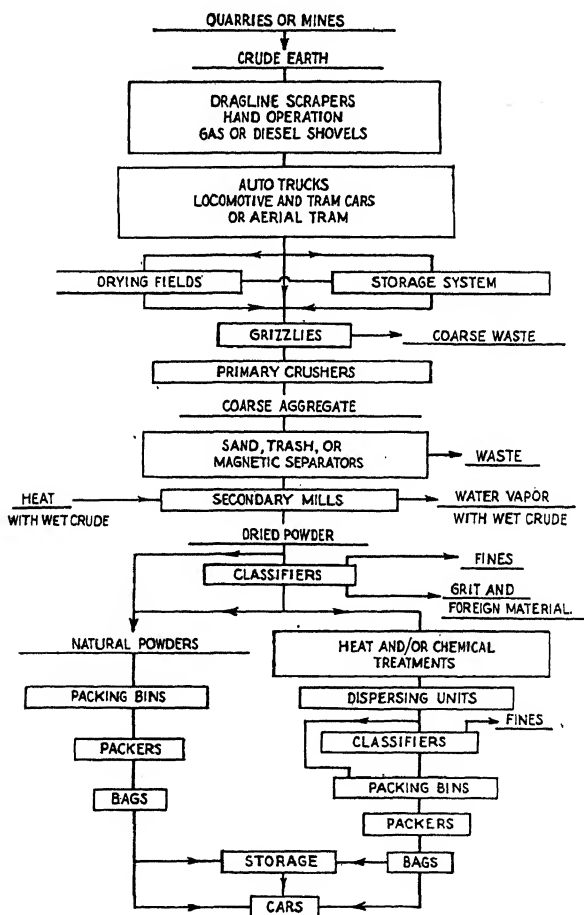 QUARRIES OR MINES
CRUDE EARTH
DRAGLINE SCRAPERS
HAND OPERATION
GAS OR DIESEL SHOVELS
AUTO TRUCKS
LOCOMOTIVE AND TRAM CARS
OR AERIAL TRAM
DRYING FIELDS
STORAGE SYSTEM
GRIZZLIES
COARSE WASTE
PRIMARY CRUSHERS
COARSE AGGREGATE
SAND, TRASH, OR
MAGNETIC SEPARATORS
WASTE
HEAT
WITH WET CRUDE
SECONDARY MILLS
WATER VAPOR
WITH WET CRUDE
DRIED POWDER
FINES
CLASSIFIERS
GRIT AND
FOREIGN MATERIAL.
NATURAL POWDERS
HEAT AND/OR CHEMICAL
TREATMENTS
PACKING BINS
DISPERSING UNITS
FINES
PACKERS
CLASSIFIERS
PACKING BINS
BAGS
PACKERS
STORAGE
BAGS
CARS